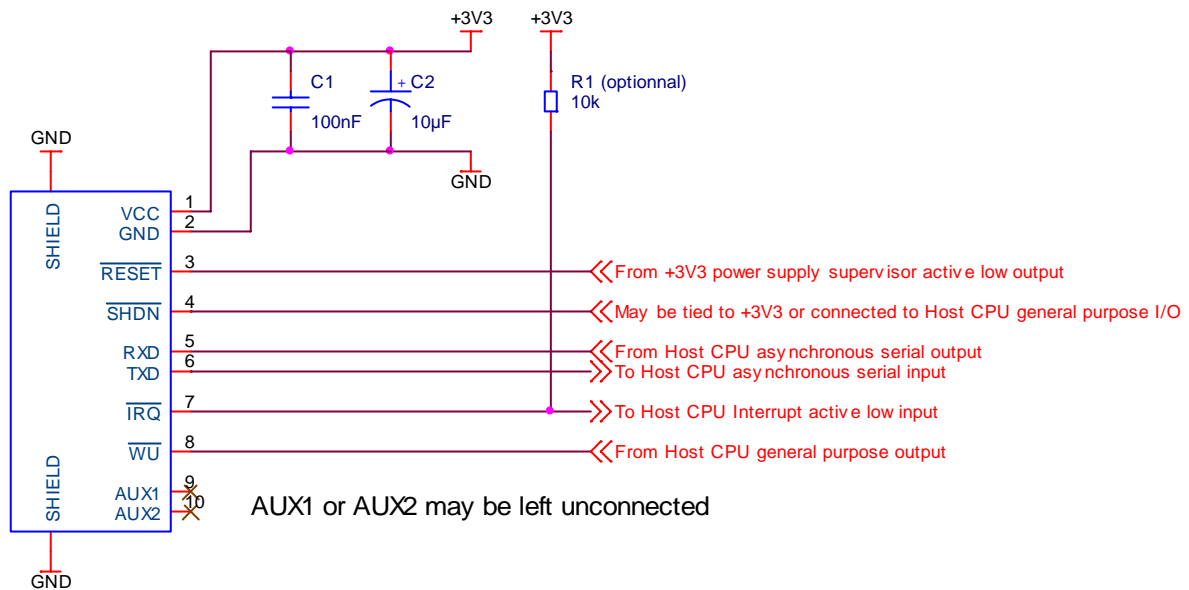 +3V3 +3V3
C1 + C2 R1 (optionnal)
100nF 10µF 10k
GND
GND
SHIELD VCC 1
GND 2
RESET 3 From +3V3 power supply supervisor active low output
SHDN 4 May be tied to +3V3 or connected to Host CPU general purpose I/O
RXD 5 From Host CPU asynchronous serial output
TXD 6 To Host CPU asynchronous serial input
IRQ 7 To Host CPU Interrupt active low input
WU 8 From Host CPU general purpose output
SHIELD AUX1 9
AUX2 10 AUX1 or AUX2 may be left unconnected
GND